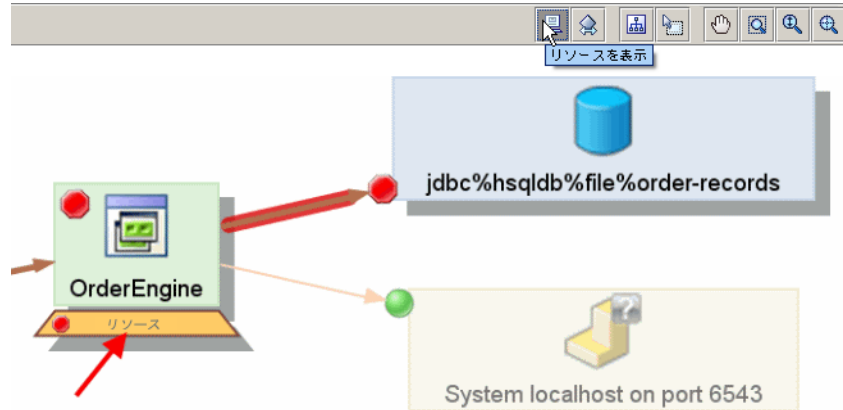 リソースを表示
jdbc%hsqldb%file%order-records
OrderEngine
リソース
?
System localhost on port 6543